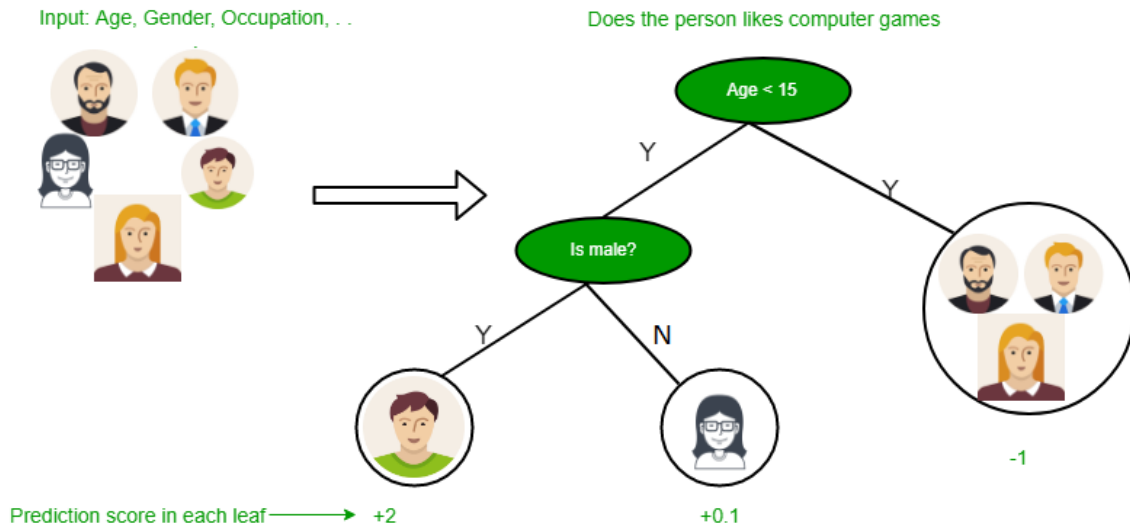 Input: Age, Gender, Occupation, . .
Does the person likes computer games
Age < 15
Y
Y
Is male?
Y
N
-1
Prediction score in each leaf
+2
+0.1